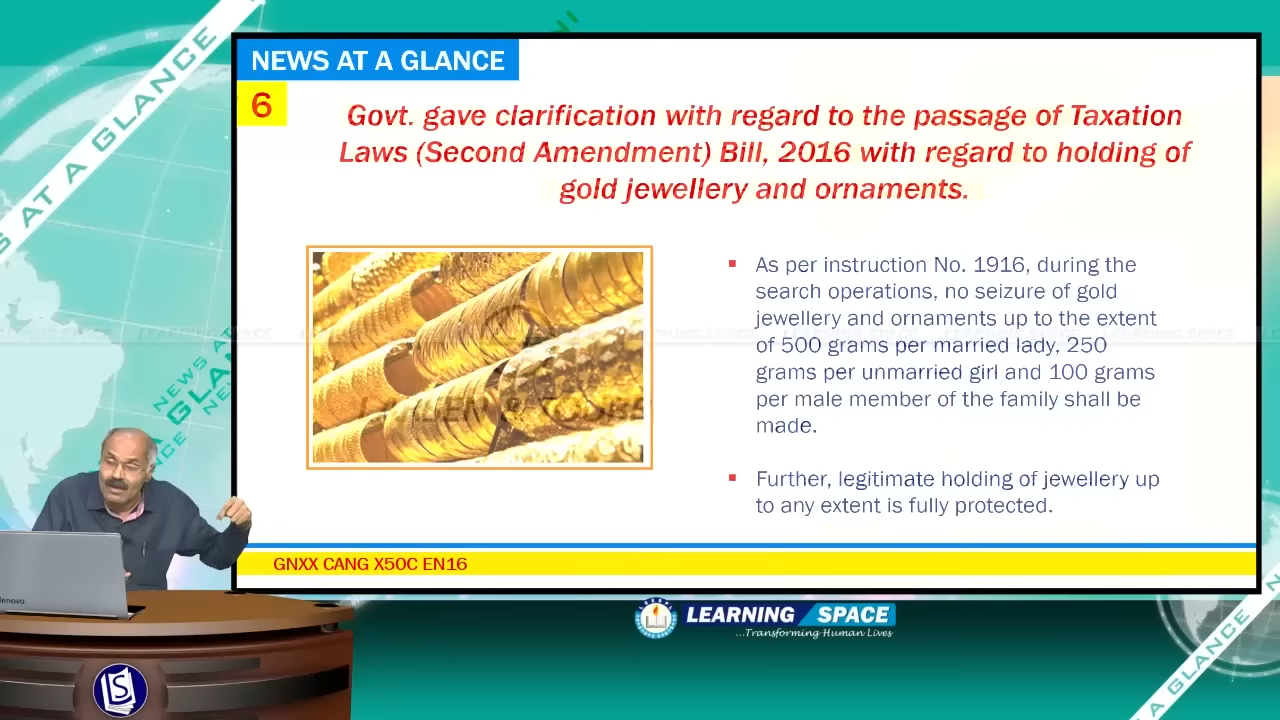 NEWS AT A GLANCE
6
Govt. gave clarification with regard to the passage of Taxation
Laws (Second Amendment) Bill, 2016 with regard to holding of
gold jewellery and ornaments.
As per instruction No. 1916, during the
search operations, no seizure of gold
jewellery and ornaments up to the extent
of 500 grams per married lady, 250
grams per unmarried girl and 100 grams
per male member of the family shall be
made.
Further, legitimate holding of jewellery up
to any extent is fully protected.
GNXX CANG X50C EN16
LEARNING SPACE
...Transforming Human Lives
lenovo
LS
S AT A GLANCE
NEWS AT
A GLANCE
A GLANCE